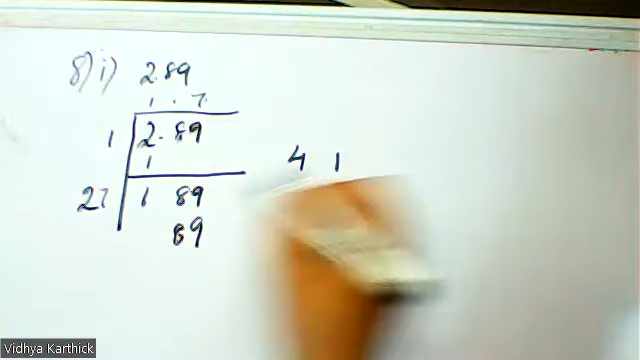 8) i) 2.89
1.7
1 2.89
1
27 1 89
89
4 1
Vidhya Karthick